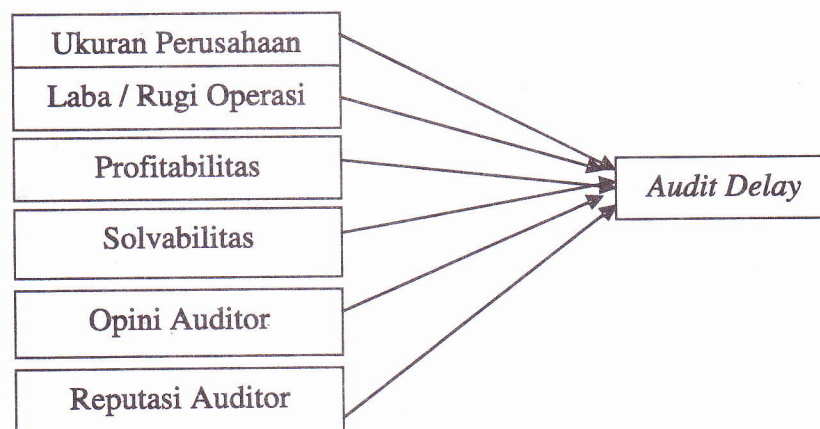 Ukuran Perusahaan
Laba / Rugi Operasi
Profitabilitas
Solvabilitas
Opini Auditor
Reputasi Auditor
Audit Delay